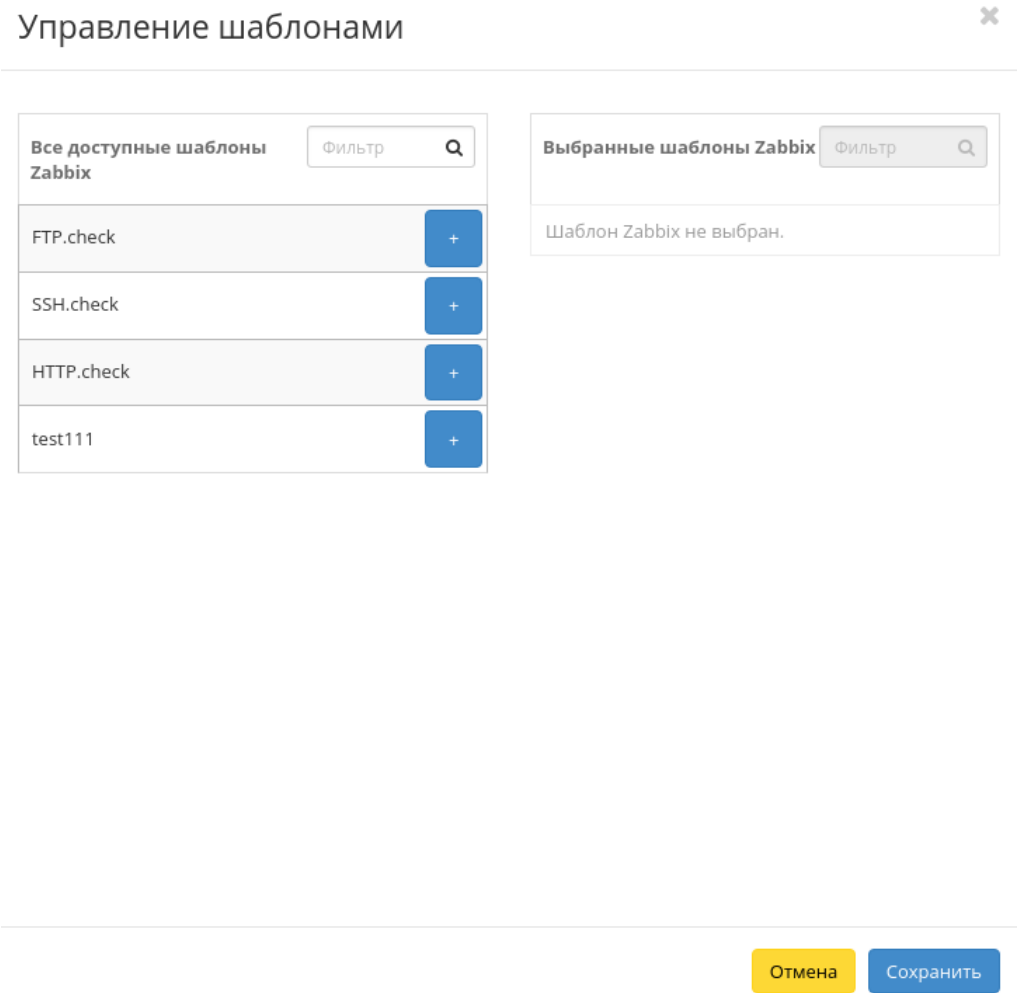 Управление шаблонами
Все доступные шаблоны
Zabbix
Фильтр
FTP.check
+
SSH.check
+
HTTP.check
+
test111
+
Выбранные шаблоны Zabbix
Фильтр
Шаблон Zabbix не выбран.
Отмена
Сохранить